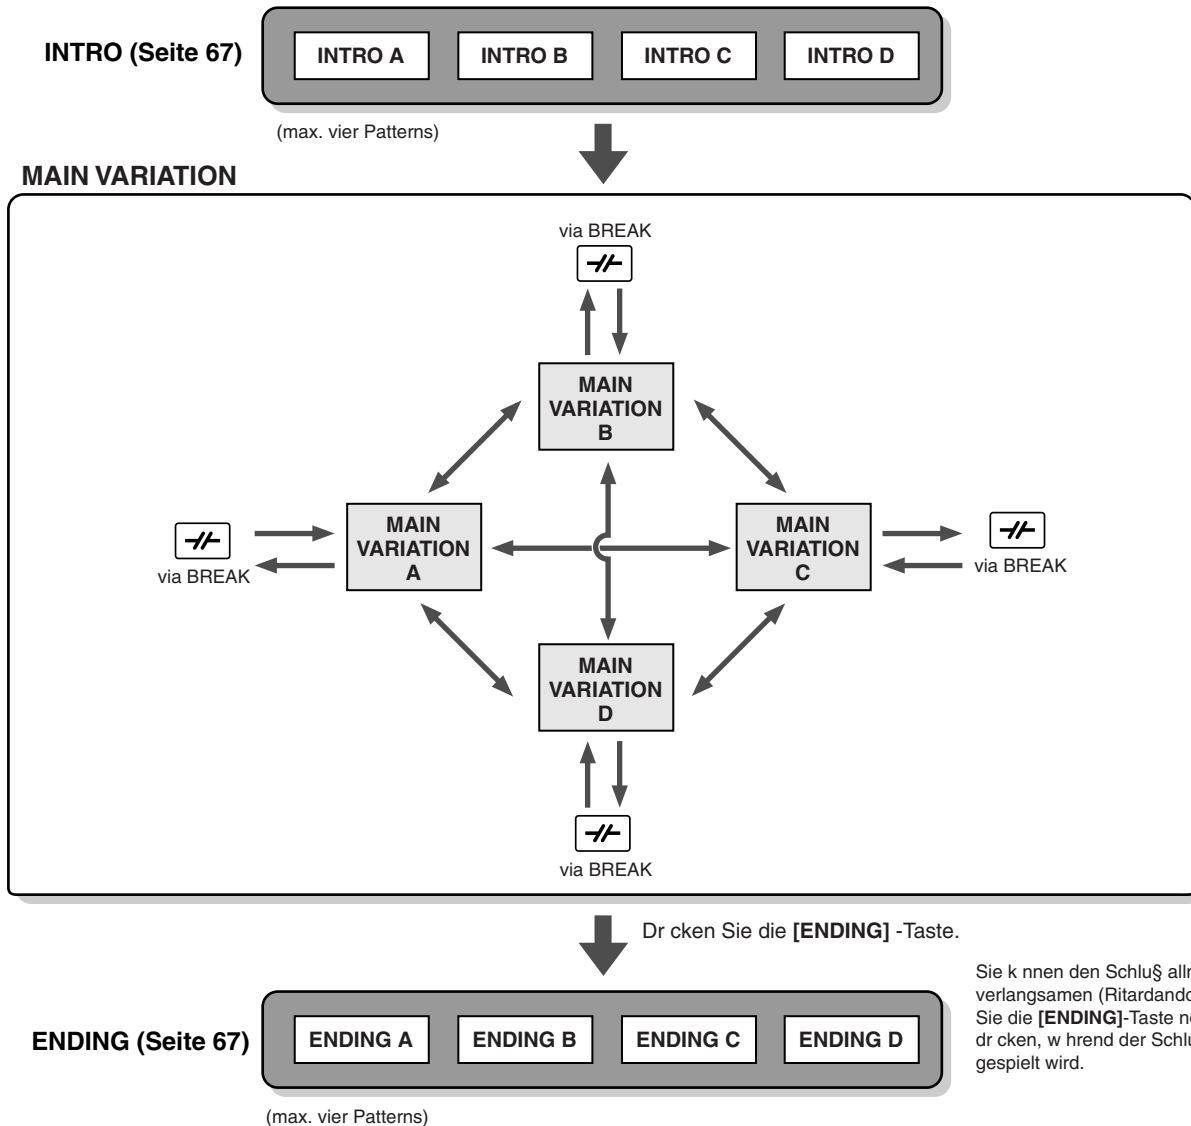 INTRO (Seite 67)
INTRO A
INTRO B
INTRO C
INTRO D
(max. vier Patterns)
MAIN VARIATION
via BREAK
MAIN
VARIATION
B
MAIN
VARIATION
A
via BREAK
MAIN
VARIATION
C
via BREAK
MAIN
VARIATION
D
via BREAK
Dr cken Sie die [ENDING] -Taste.
Sie k nnen den Schlu§
verlangsamen (Ritardando
Sie die [ENDING]-Taste
dr cken, w hrend der
gespielt wird.
ENDING (Seite 67)
ENDING A
ENDING B
ENDING C
ENDING D
(max. vier Patterns)